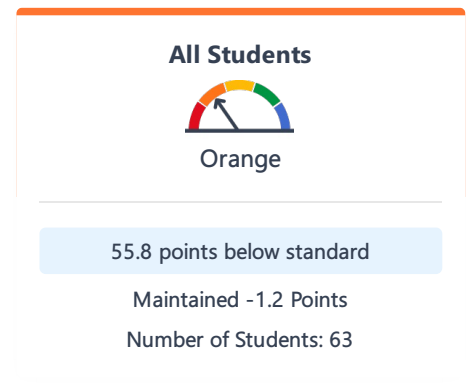 All Students
Orange
55.8 points below standard
Maintained -1.2 Points
Number of Students: 63